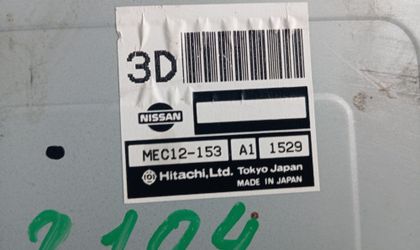 3D
NISSAN
MEC12-153 A1 1529
Hitachi, Ltd. Tokyo Japan
MADE IN JAPAN
2104